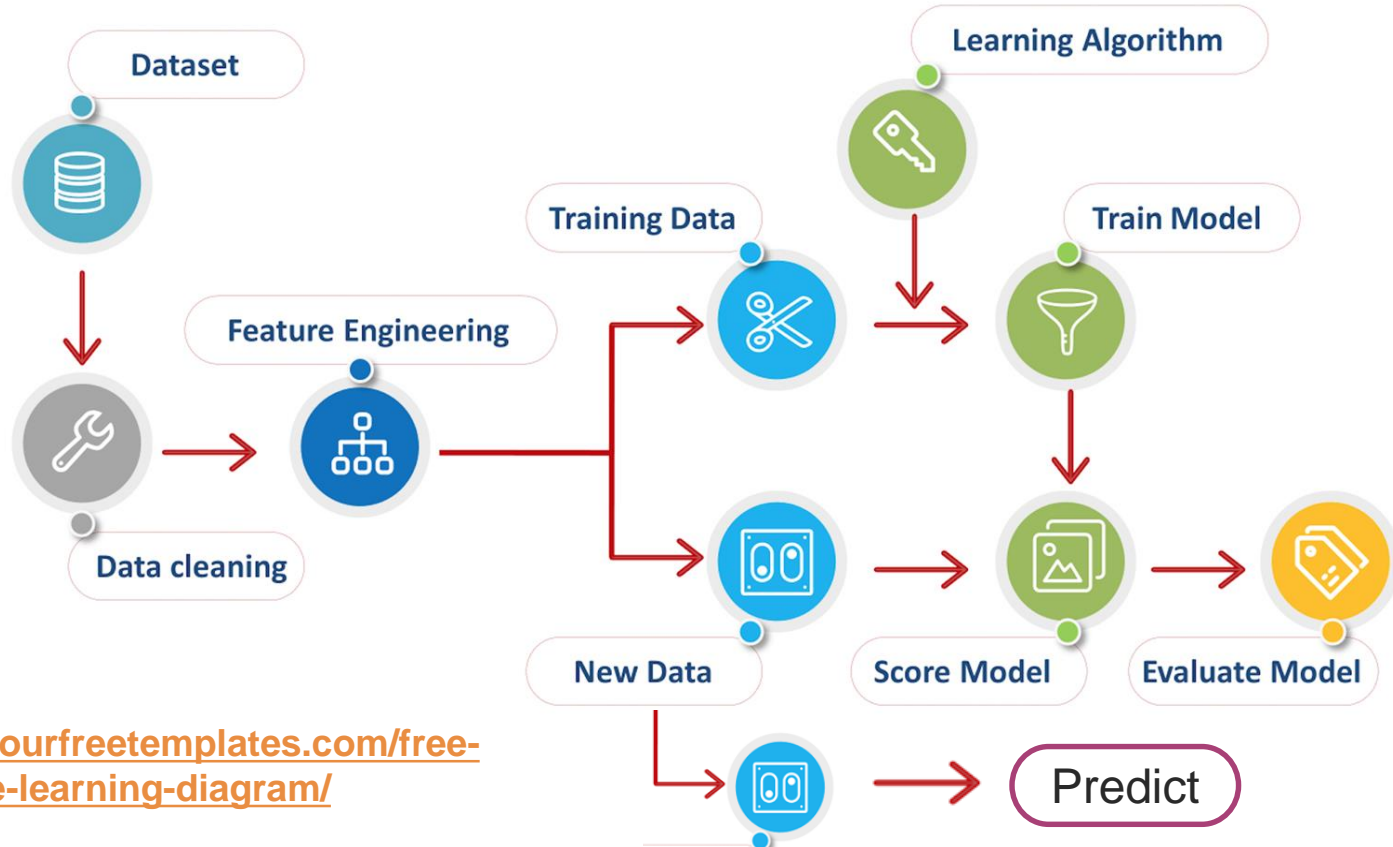 Learning Algorithm
Dataset
Training Data
Train Model
Feature Engineering
Data cleaning
New Data
Score Model
Evaluate Model
ourfreetemplates.com/free-
e-learning-diagram/
Predict